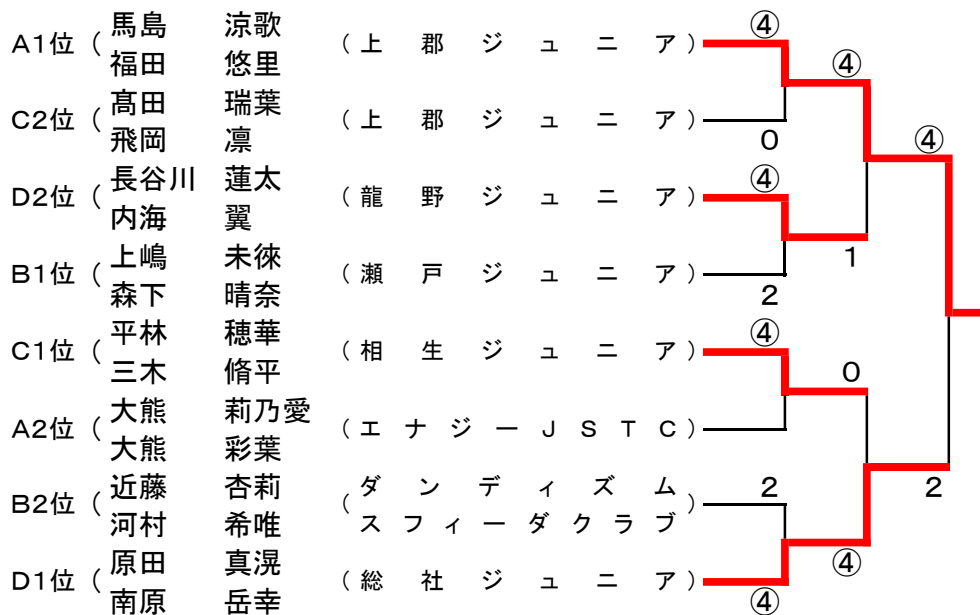 ④
A1位 ( 馬島 涼歌 福田 悠里 ( 上郡ジュニア )
④
C2位 ( 髙田 瑞葉 飛岡 凛 ( 上郡ジュニア )
0
④
④
D2位 ( 長谷川 蓮太 内海 翼 ( 龍野ジュニア )
1
B1位 ( 上嶋 未徠 森下 晴奈 ( 瀬戸ジュニア )
2
④
C1位 ( 平林 穂華 三木 脩平 ( 相生ジュニア )
0
A2位 ( 大熊 莉乃愛 大熊 彩葉 ( エナジーJSTC )
2
2
B2位 ( 近藤 杏莉 河村 希唯 ( ダンディズム スフィーダクラブ )
④
D1位 ( 原田 真滉 南原 岳幸 ( 総社ジュニア )
④